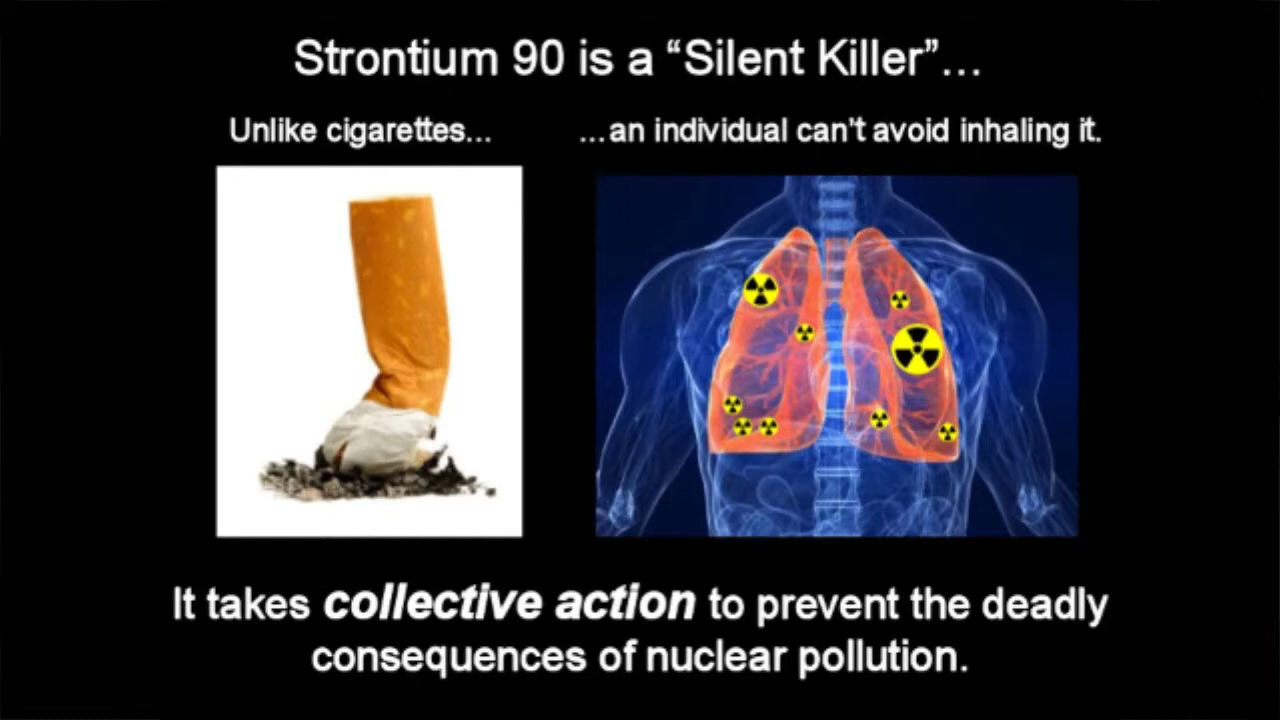 Strontium 90 is a “Silent Killer”...
Unlike cigarettes...
...an individual can’t avoid inhaling it.
It takes collective action to prevent the deadly
consequences of nuclear pollution.